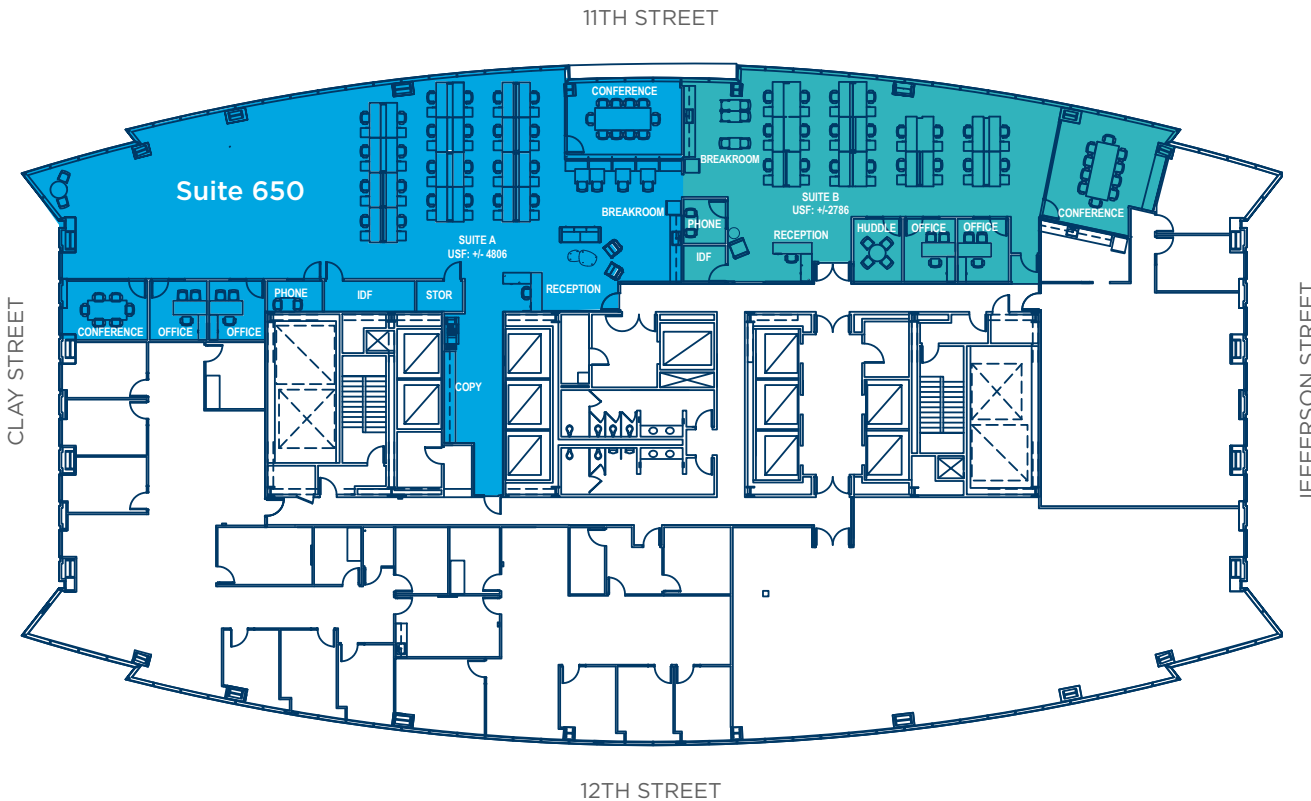 11TH STREET
CONFERENCE
BREAKROOM
Suite 650
SUITE B
USF: +/-2786
BREAKROOM
CONFERENCE
PHONE
HUDDLE
OFFICE
OFFICE
SUITE A
USF: +/- 4806
RECEPTION
IDF
RECEPTION
PHONE
IDF
STOR
CONFERENCE
OFFICE
OFFICE
COPY
CLAY STREET
JEFFERSON STREET
12TH STREET